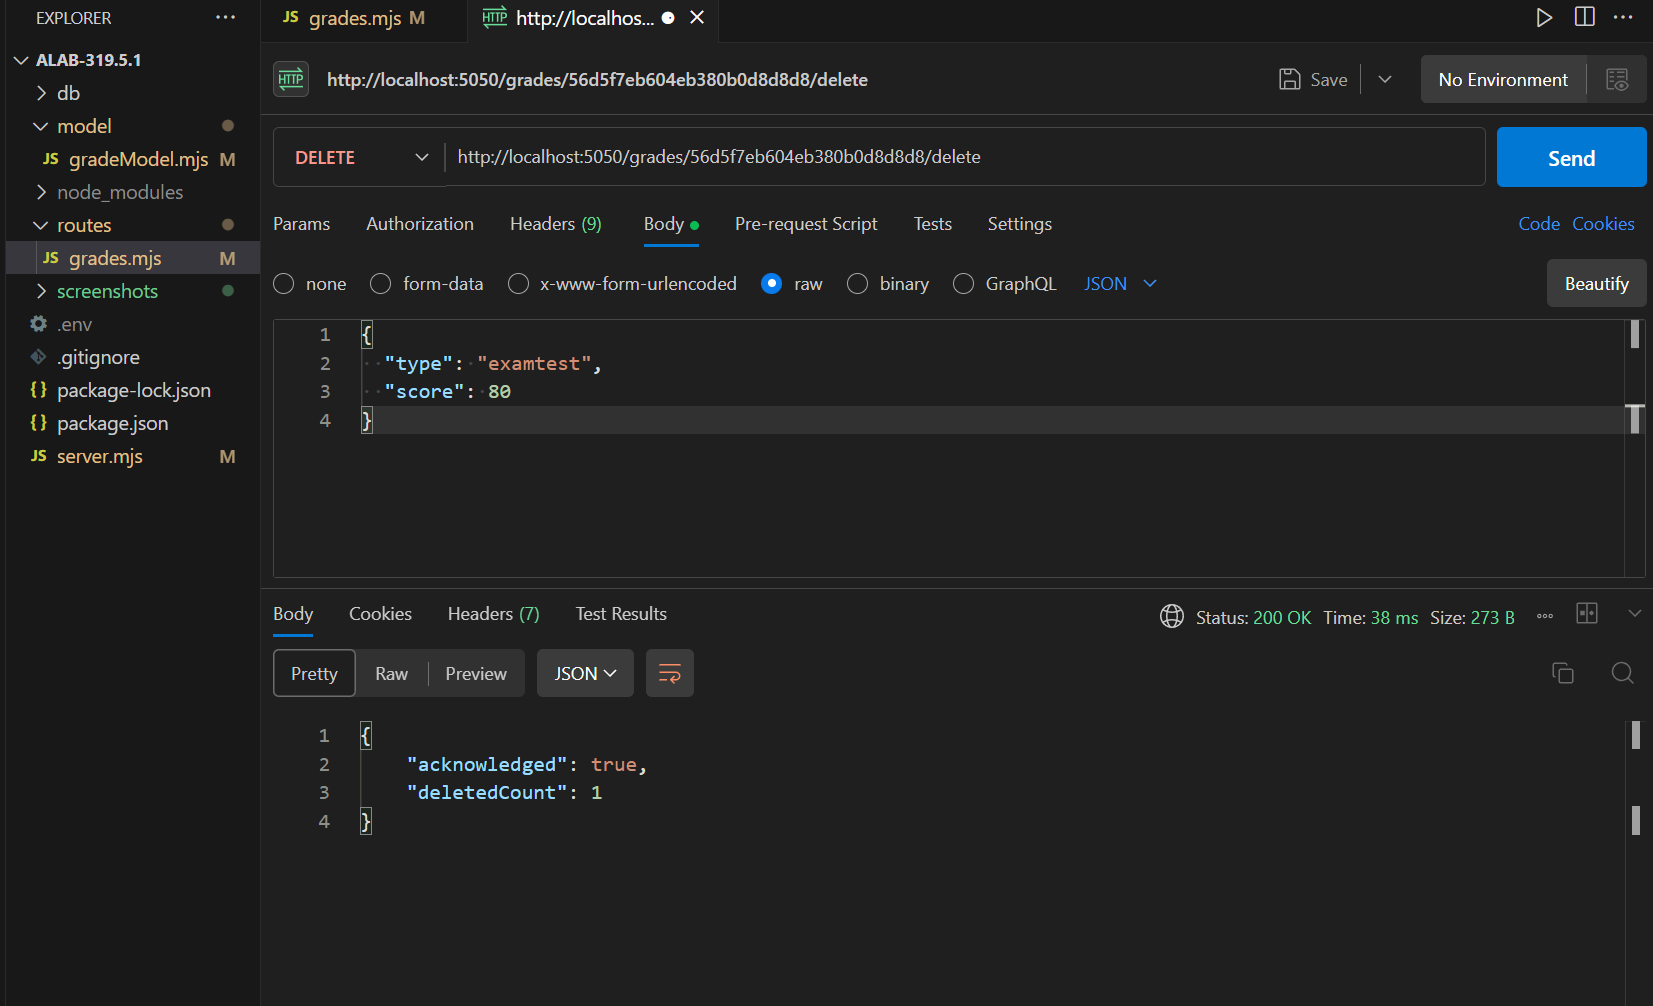 EXPLORER ···
ALAB-319.5.1
db
model
JS gradeModel.mjs M
node_modules
routes
JS grades.mjs M
screenshots
.env
.gitignore
{} package-lock.json
{} package.json
JS server.mjs M
JS grades.mjs M
HTTP http://localhos...
HTTP http://localhost:5050/grades/56d5f7eb604eb380b0d8d8d8/delete
Save
No Environment
DELETE http://localhost:5050/grades/56d5f7eb604eb380b0d8d8d8/delete
Send
Params Authorization Headers (9) Body Pre-request Script Tests Settings Code Cookies
none form-data x-www-form-urlencoded raw binary GraphQL JSON Beautify
1 {
2 "type": "examtest",
3 "score": 80
4 }
Body Cookies Headers (7) Test Results Status: 200 OK Time: 38 ms Size: 273 B
Pretty Raw Preview JSON
1 {
2 "acknowledged": true,
3 "deletedCount": 1
4 }